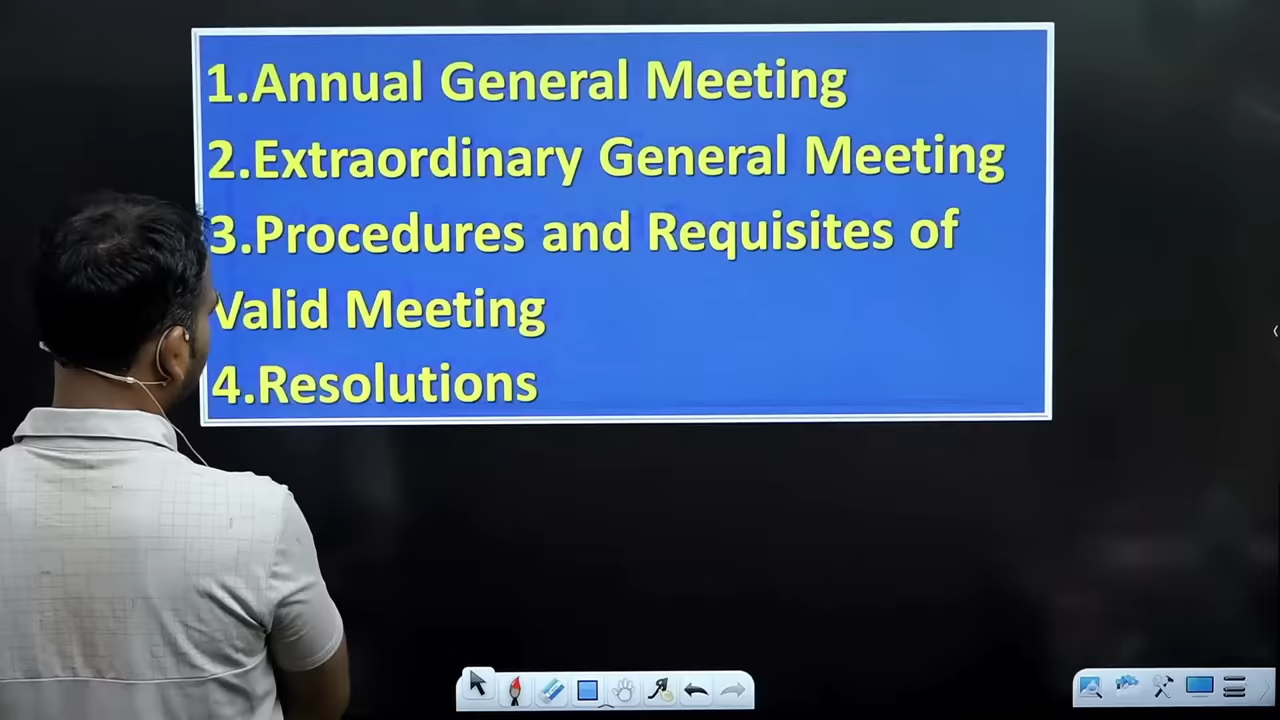 1.Annual General Meeting
2.Extraordinary General Meeting
3.Procedures and Requisites of
Valid Meeting
4.Resolutions